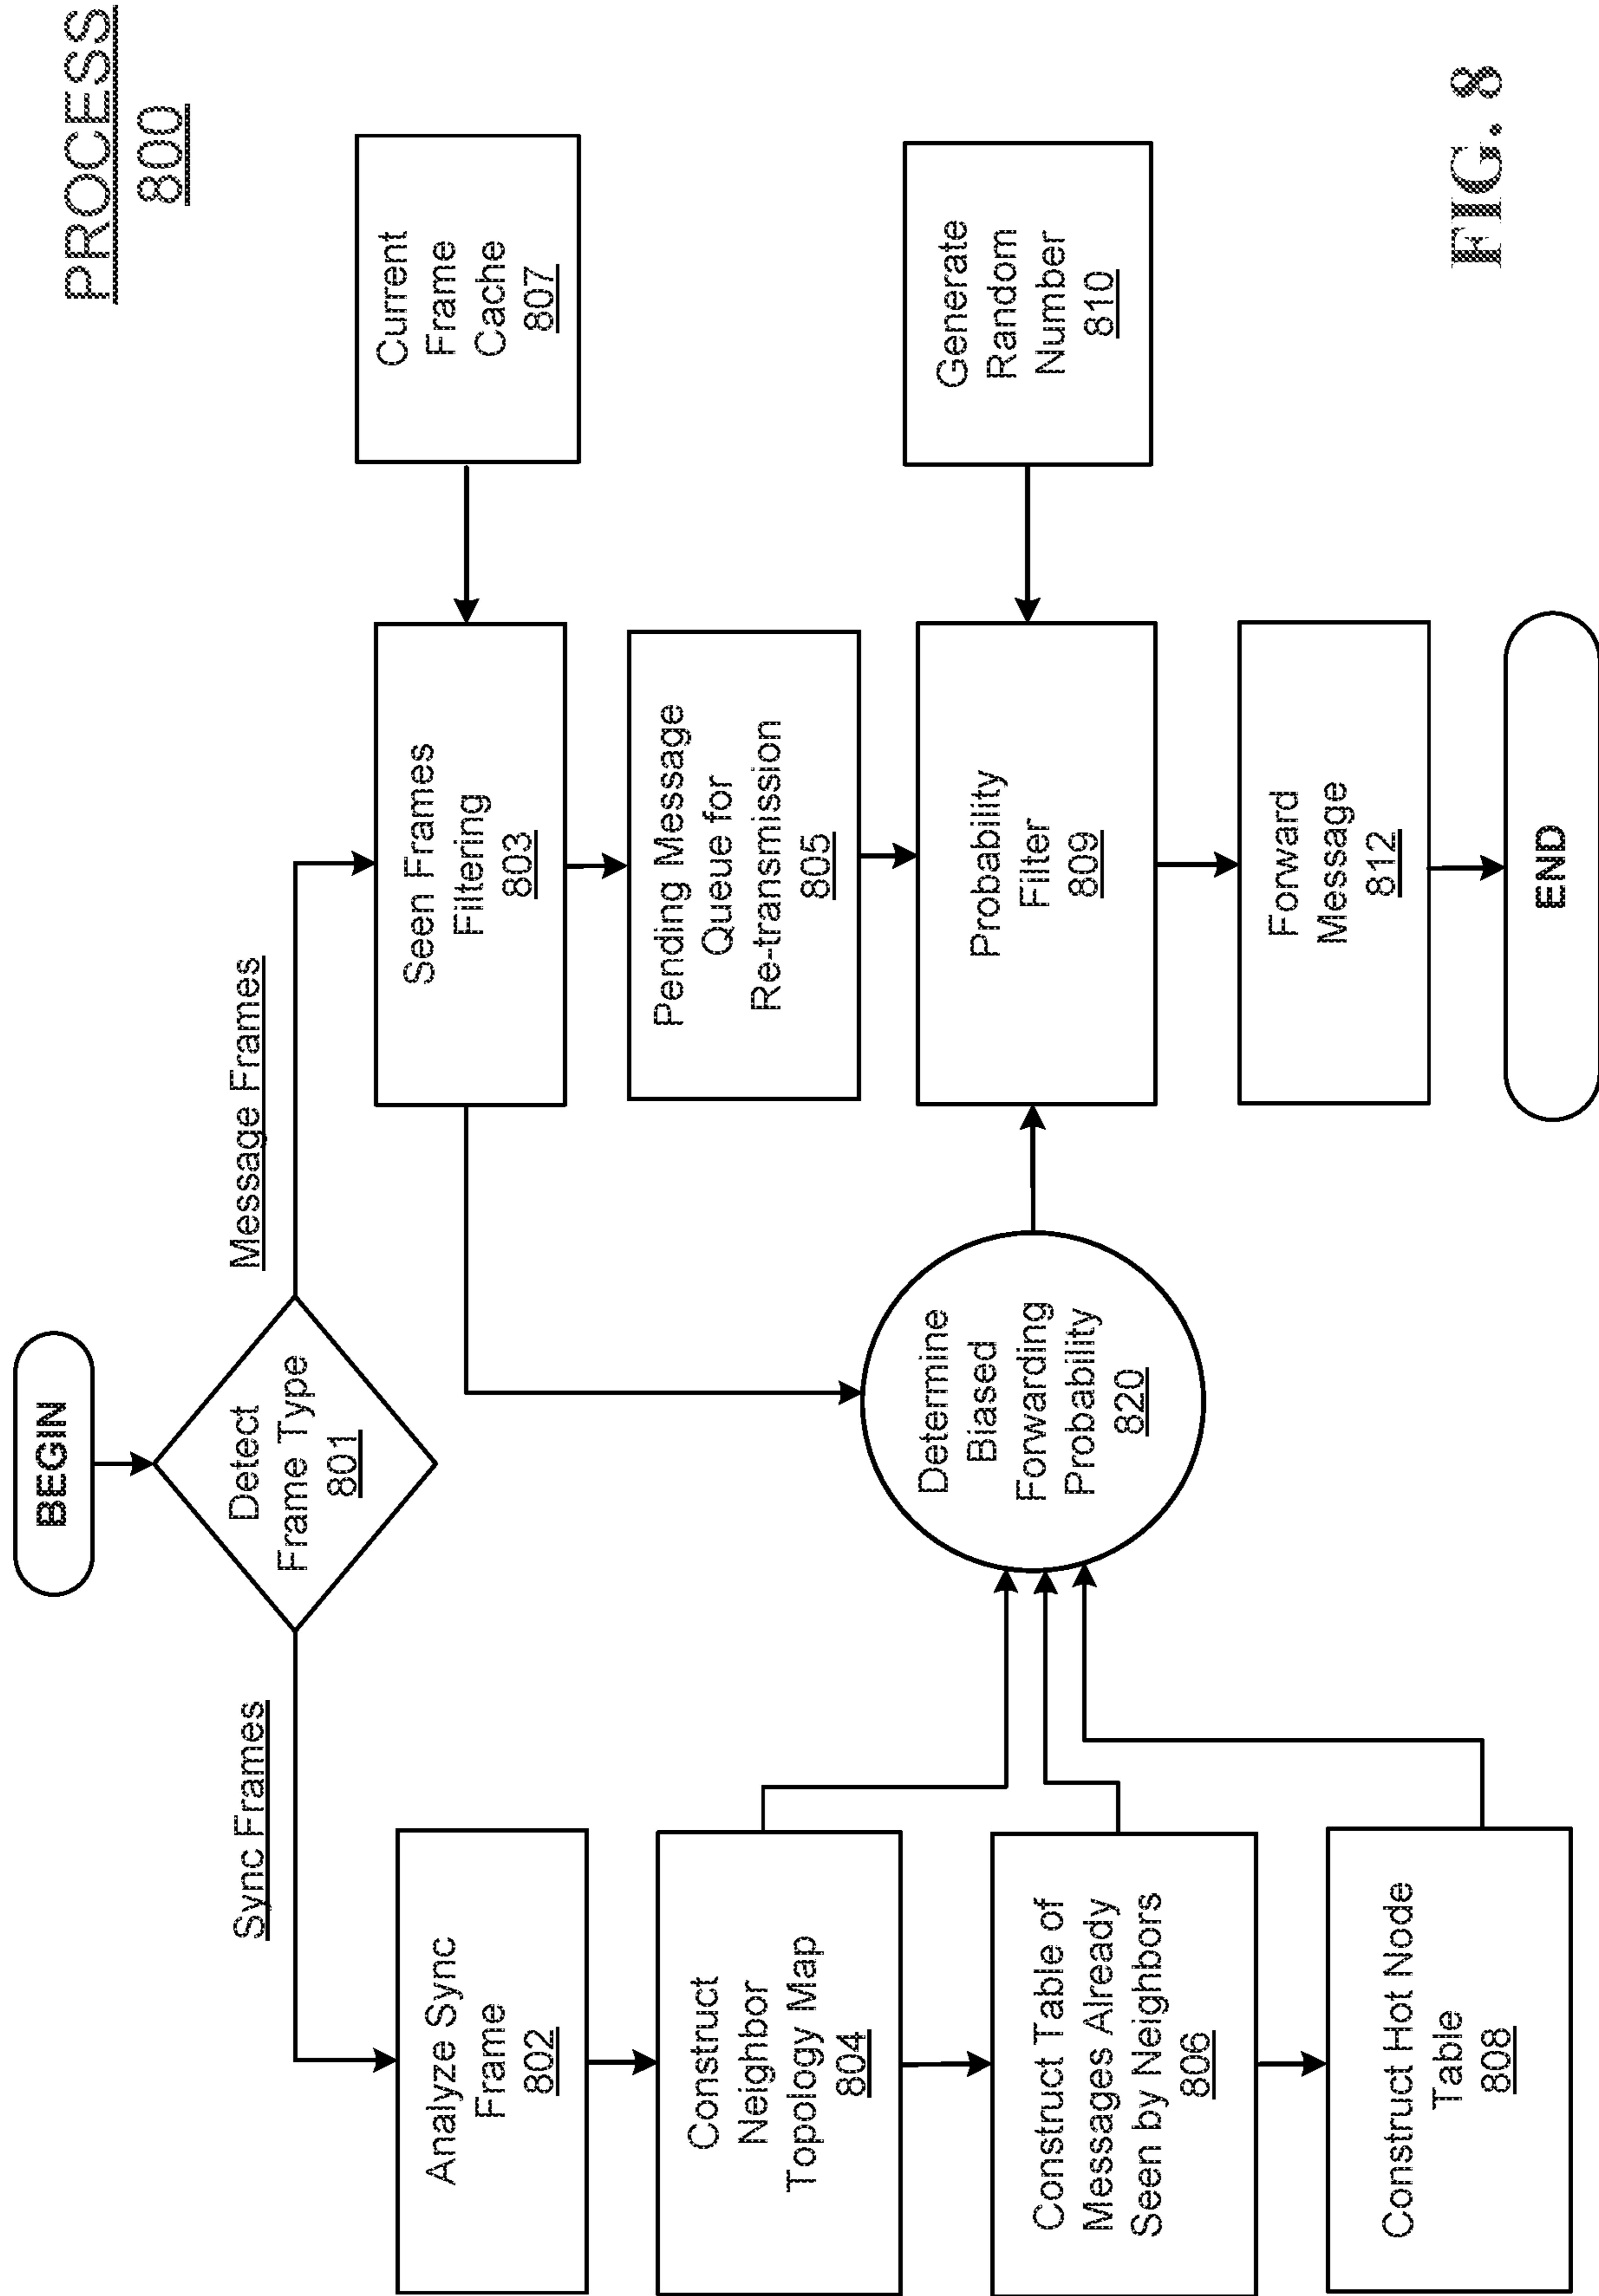 PROCESS
800
BEGIN
Detect
Frame Type
801
Sync Frames
Message Frames
Analyze Sync
Frame
802
Construct
Neighbor
Topology Map
804
Construct Table of
Messages Already
Seen by Neighbors
806
Construct Hot Node
Table
808
Determine
Biased
Forwarding
Probability
820
Seen Frames
Filtering
803
Current
Frame
Cache
807
Pending Message
Queue for
Re-transmission
805
Probability
Filter
809
Generate
Random
Number
810
Forward
Message
812
END
FIG. 8